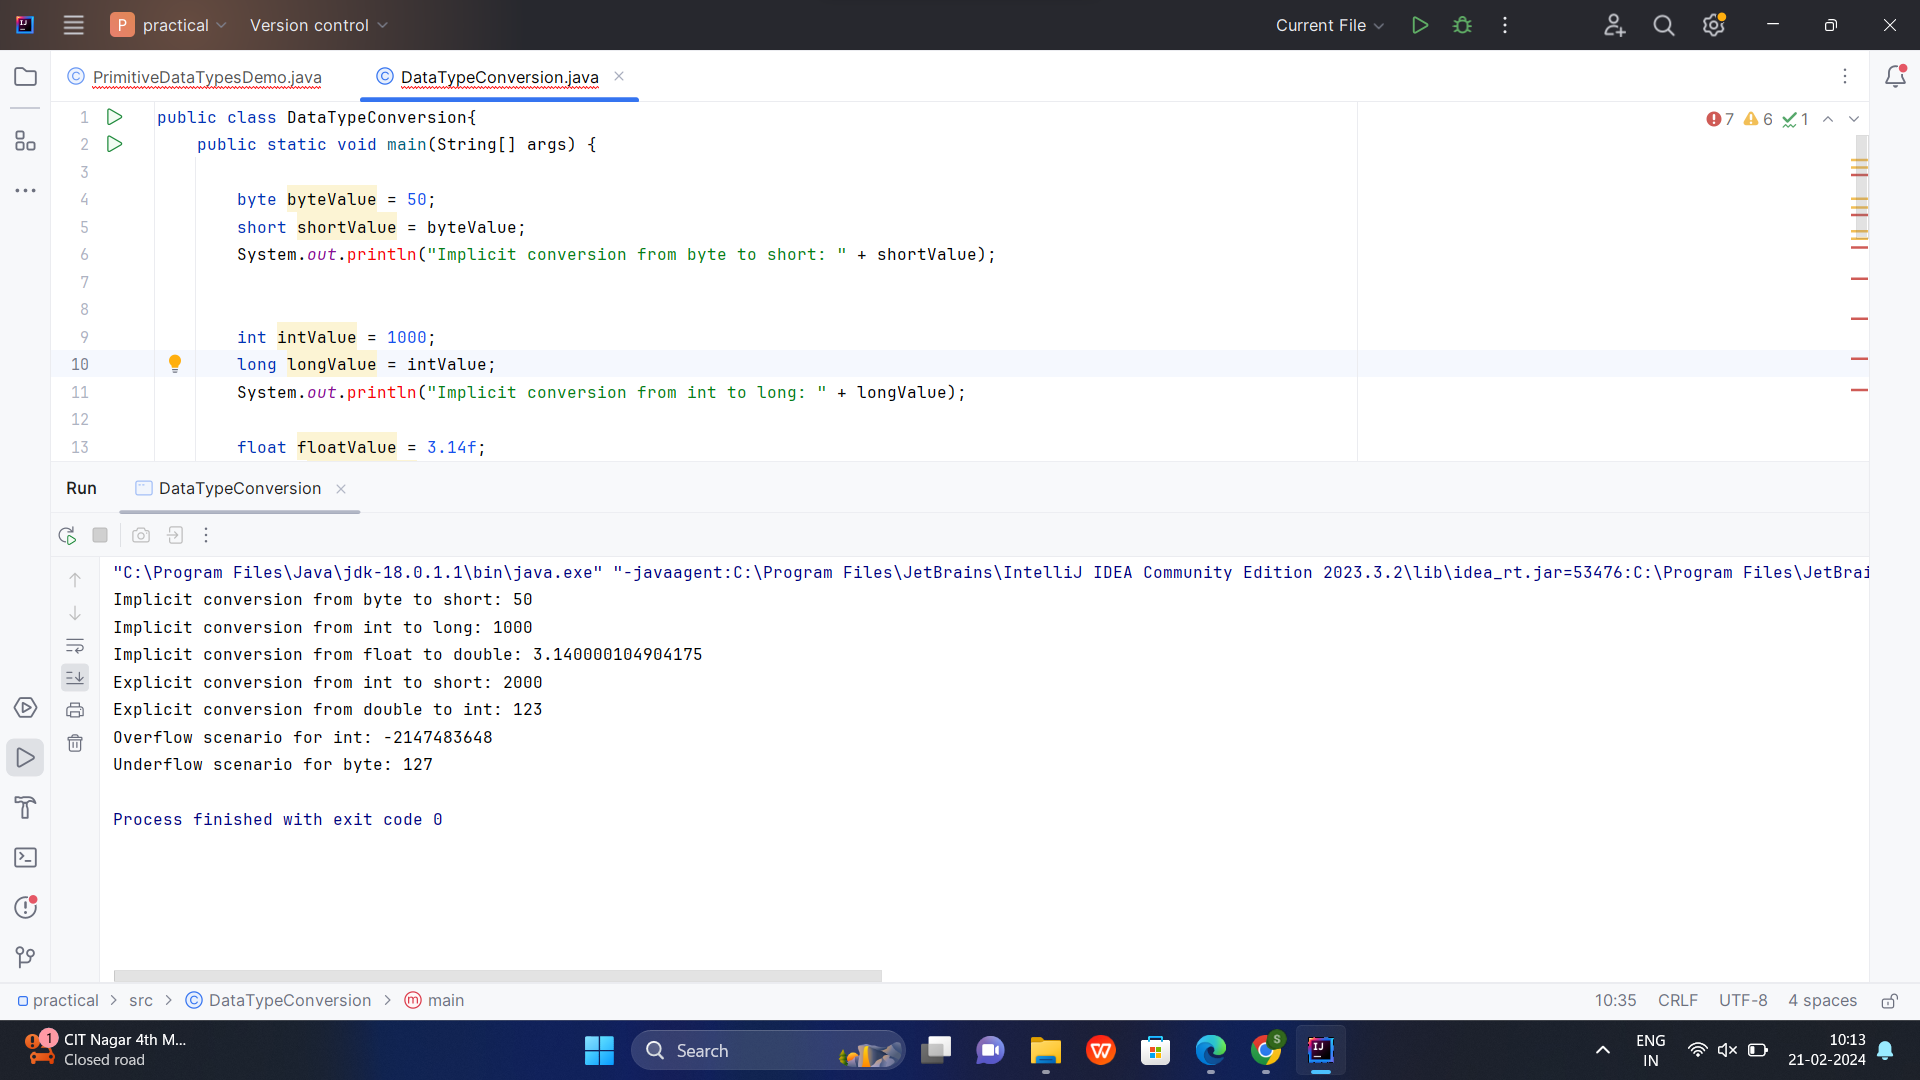 P practical Version control Current File
PrimitiveDataTypesDemo.java DataTypeConversion.java
7 6 1
1 public class DataTypeConversion{
2 public static void main(String[] args) {
3
4 byte byteValue = 50;
5 short shortValue = byteValue;
6 System.out.println("Implicit conversion from byte to short: " + shortValue);
7
8
9 int intValue = 1000;
10 long longValue = intValue;
11 System.out.println("Implicit conversion from int to long: " + longValue);
12
13 float floatValue = 3.14f;
Run DataTypeConversion
"C:\Program Files\Java\jdk-18.0.1.1\bin\java.exe" "-javaagent:C:\Program Files\JetBrains\IntelliJ IDEA Community Edition 2023.3.2\lib\idea_rt.jar=53476:C:\Program Files\JetBrai
Implicit conversion from byte to short: 50
Implicit conversion from int to long: 1000
Implicit conversion from float to double: 3.140000104904175
Explicit conversion from int to short: 2000
Explicit conversion from double to int: 123
Overflow scenario for int: -2147483648
Underflow scenario for byte: 127
Process finished with exit code 0
practical > src > DataTypeConversion > main 10:35 CRLF UTF-8 4 spaces
1 CIT Nagar 4th M...
Closed road
Search
S
IJ
ENG
IN
10:13
21-02-2024